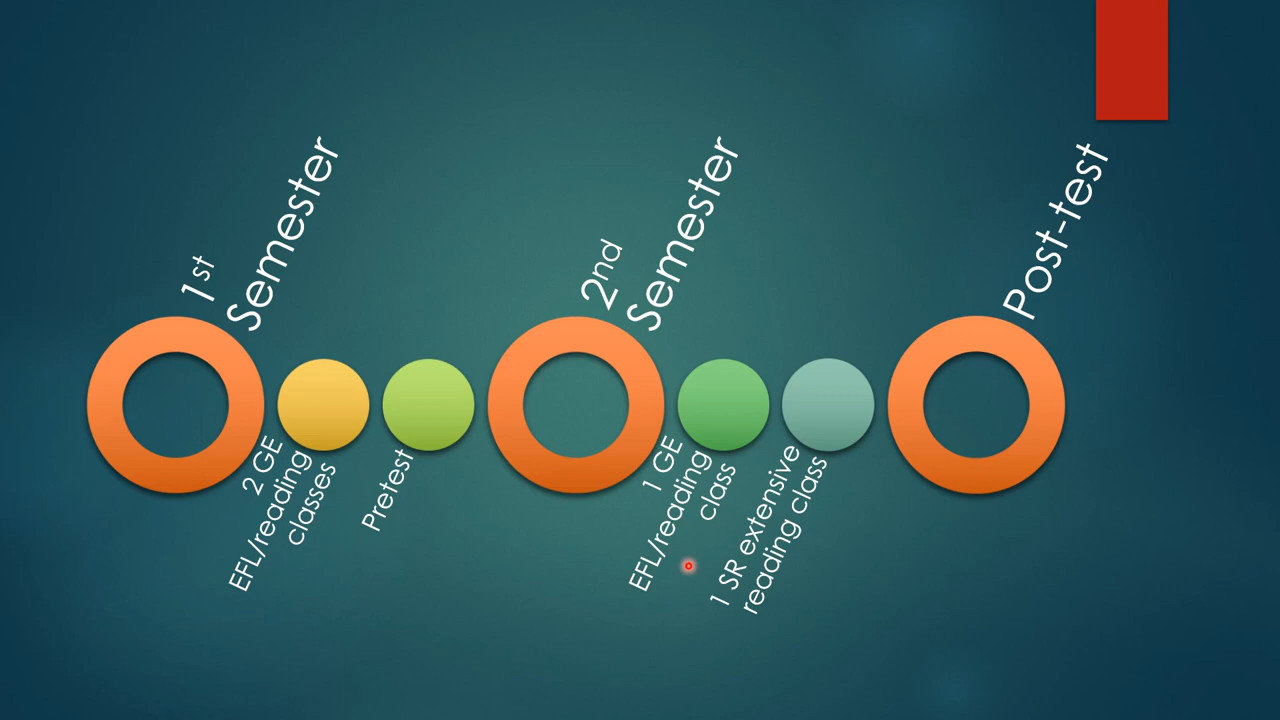 1st
Semester
2 GE
EFL/reading
classes
Pretest
2nd
Semester
1 GE
EFL/reading
class
1 SR extensive
reading class
Post-test